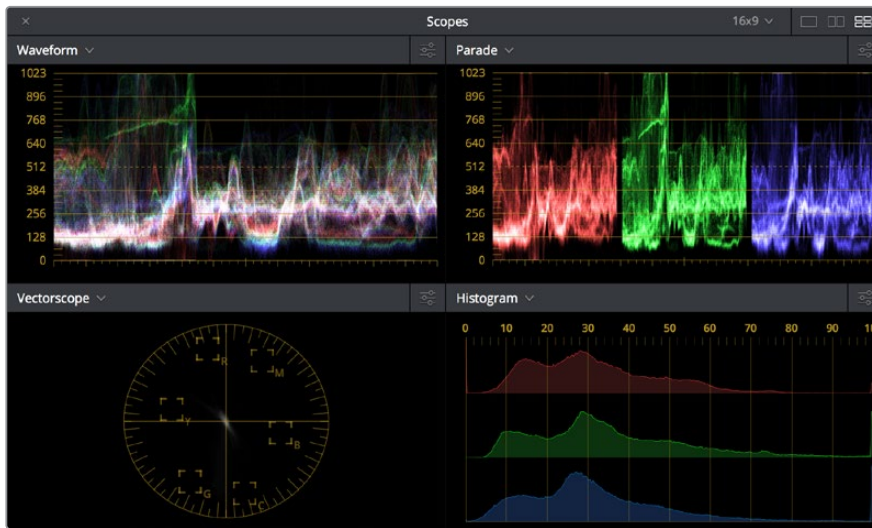 × Scopes 16x9
Waveform Parade
1023 1023
896 896
768 768
640 640
512 512
384 384
256 256
128 128
0 0
Vectorscope Histogram
0 10 20 30 40 50 60 70 80 90
R
M
Y
B
G
C